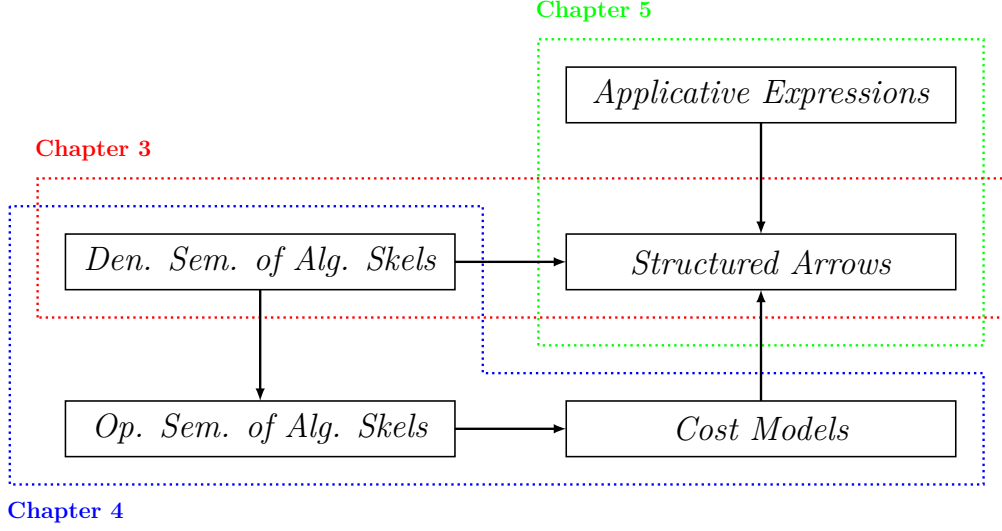 Chapter 5
Applicative Expressions
Chapter 3
Den. Sem. of Alg. Skels
Structured Arrows
Op. Sem. of Alg. Skels
Cost Models
Chapter 4